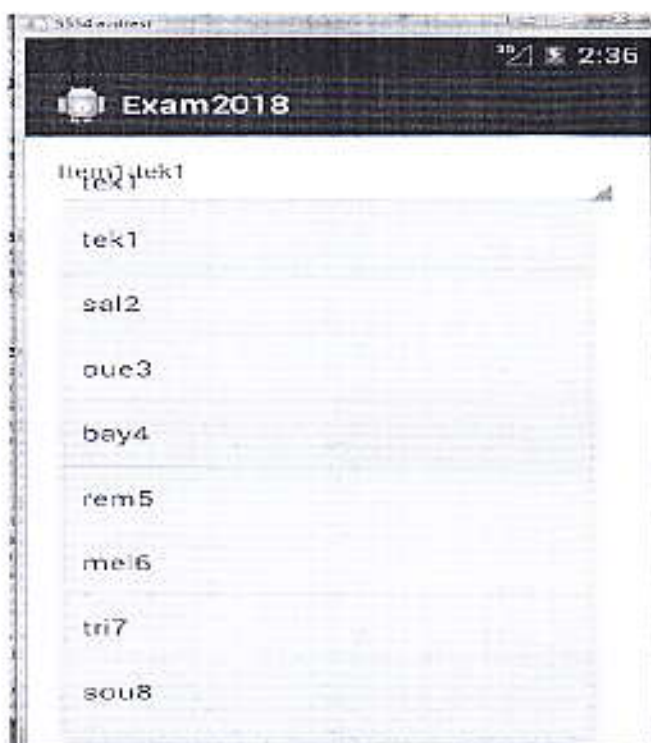 2:36
Exam2018
Item1 tek1
tek1
tek1
sal2
oue3
bay4
rem5
mel6
tri7
sou8